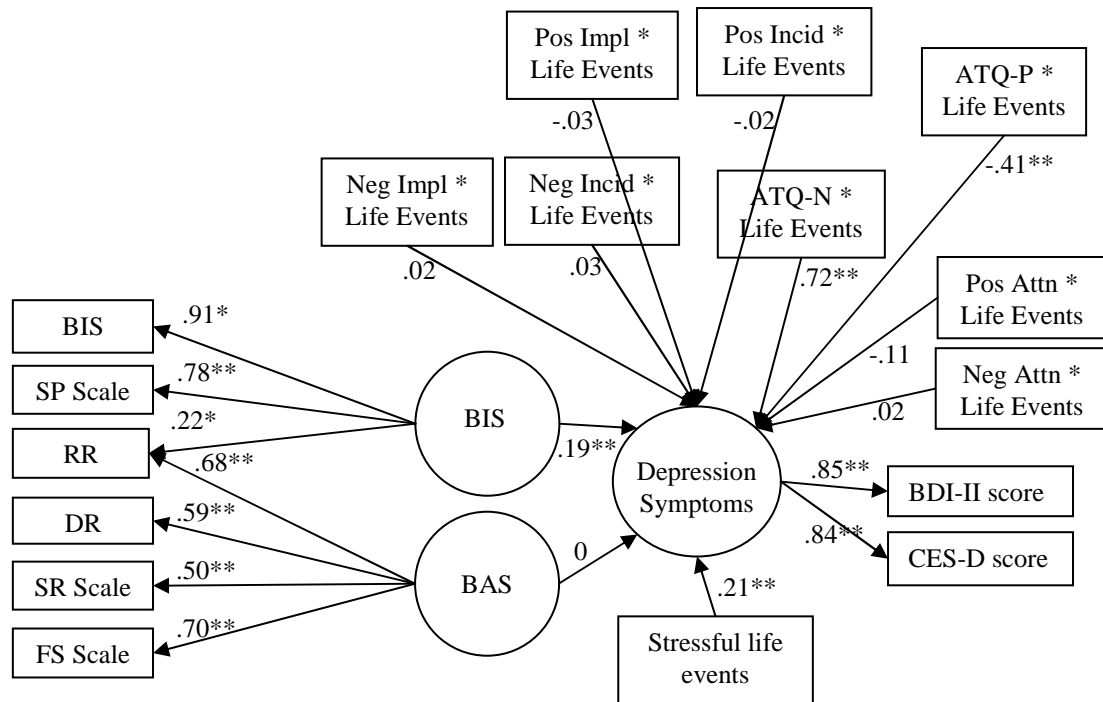 Pos Impl *
Life Events
Pos Incid *
Life Events
ATQ-P *
Life Events
-.03
-.02
-.41**
Neg Impl *
Life Events
Neg Incid *
Life Events
ATQ-N *
Life Events
.02
.03
.72**
Pos Attn *
Life Events
-.11
Neg Attn *
Life Events
.02
BIS
.91*
SP Scale
.78**
RR
.22*
.68**
DR
.59**
SR Scale
.50**
FS Scale
.70**
BIS
.19**
BAS
0
Depression
Symptoms
.85**
BDI-II score
.84**
CES-D score
.21**
Stressful life
events